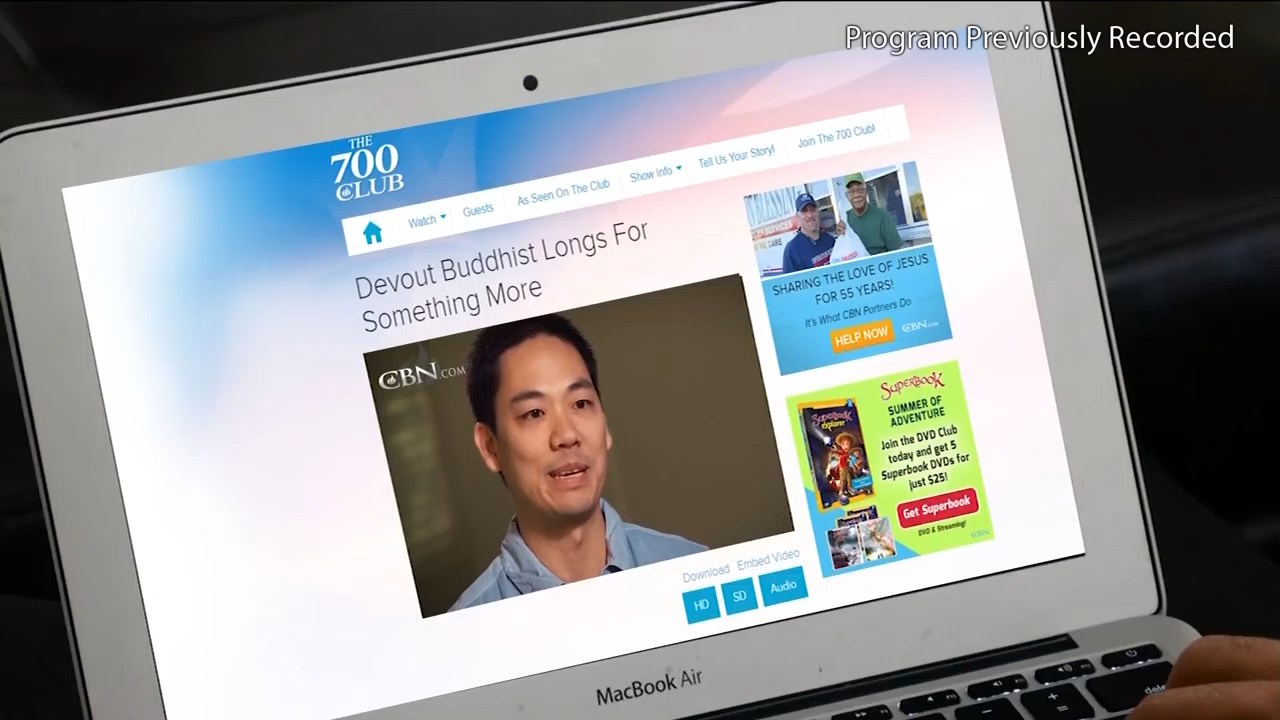 Program Previously Recorded
THE
700
CLUB
Watch
Guests
As Seen On The Club
Show Info
Tell Us Your Story!
Join The 700 Club!
Devout Buddhist Longs For
Something More
CBN.COM
Download
Embed Video
HD
SD
Audio
CARE
SHARING THE LOVE OF JESUS
FOR 55 YEARS!
It's What CBN Partners Do
HELP NOW
CBN.com
SUPERBOOK
SUMMER OF
ADVENTURE
Superbook
explorer
Join the DVD Club
today and get 5
Superbook DVDs for
just $25!
Get Superbook
DVD & Streaming!
CBN
MacBook Air